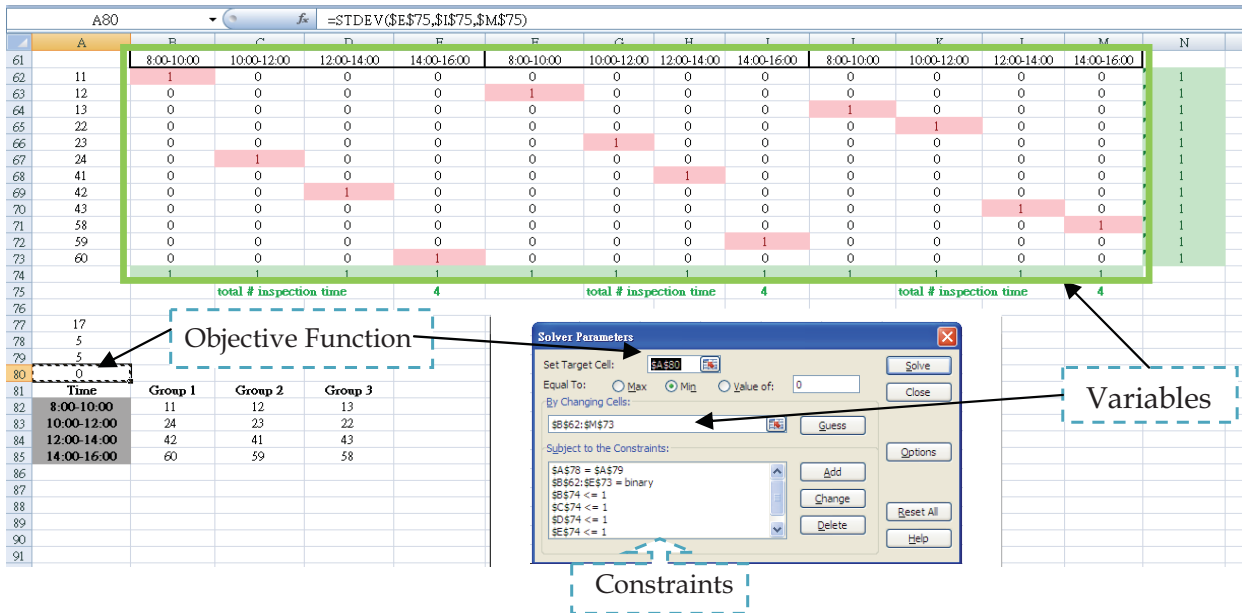 A80 fx =STDEV($E$75,$I$75,$M$75)
A B C D E F G H I J K L M N
61 8:00-10:00 10:00-12:00 12:00-14:00 14:00-16:00 8:00-10:00 10:00-12:00 12:00-14:00 14:00-16:00 8:00-10:00 10:00-12:00 12:00-14:00 14:00-16:00
62 11 1 0 0 0 0 0 0 0 0 0 0 0 1
63 12 0 0 0 0 1 0 0 0 0 0 0 0 1
64 13 0 0 0 0 0 0 0 0 1 0 0 0 1
65 22 0 0 0 0 0 0 0 0 0 1 0 0 1
66 23 0 0 0 0 0 1 0 0 0 0 0 0 1
67 24 0 1 0 0 0 0 0 0 0 0 0 0 1
68 41 0 0 0 0 0 0 1 0 0 0 0 0 1
69 42 0 0 1 0 0 0 0 0 0 0 0 0 1
70 43 0 0 0 0 0 0 0 0 0 0 1 0 1
71 58 0 0 0 0 0 0 0 0 0 0 0 1 1
72 59 0 0 0 0 0 0 0 1 0 0 0 0 1
73 60 0 0 0 1 0 0 0 0 0 0 0 0 1
74 1 1 1 1 1 1 1 1 1 1 1 1
75 total # inspection time 4 total # inspection time 4 total # inspection time 4
76
77 17
78 5
79 5
80 0
81 Time Group 1 Group 2 Group 3
82 8:00-10:00 11 12 13
83 10:00-12:00 24 23 22
84 12:00-14:00 42 41 43
85 14:00-16:00 60 59 58
86
87
88
89
90
91
Objective Function
Solver Parameters
Set Target Cell: $A$80 Solve
Equal To: Max Min Value of: 0 Close
By Changing Cells:
$B$62:$M$73 Guess
Subject to the Constraints: Options
$A$78 = $A$79 Add
$B$62:$E$73 = binary
$B$74 <= 1 Change
$C$74 <= 1 Reset All
$D$74 <= 1 Delete
$E$74 <= 1 Help
Variables
Constraints